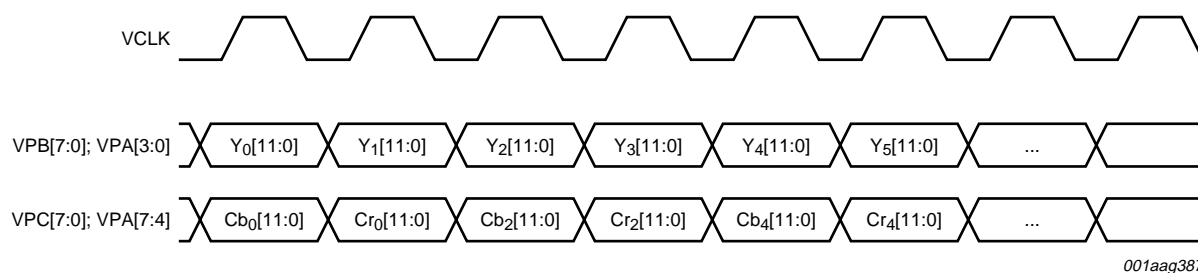 VCLK
VPB[7:0]; VPA[3:0] Y0[11:0] Y1[11:0] Y2[11:0] Y3[11:0] Y4[11:0] Y5[11:0] ...
VPC[7:0]; VPA[7:4] Cb0[11:0] Cr0[11:0] Cb2[11:0] Cr2[11:0] Cb4[11:0] Cr4[11:0] ...
001aag387